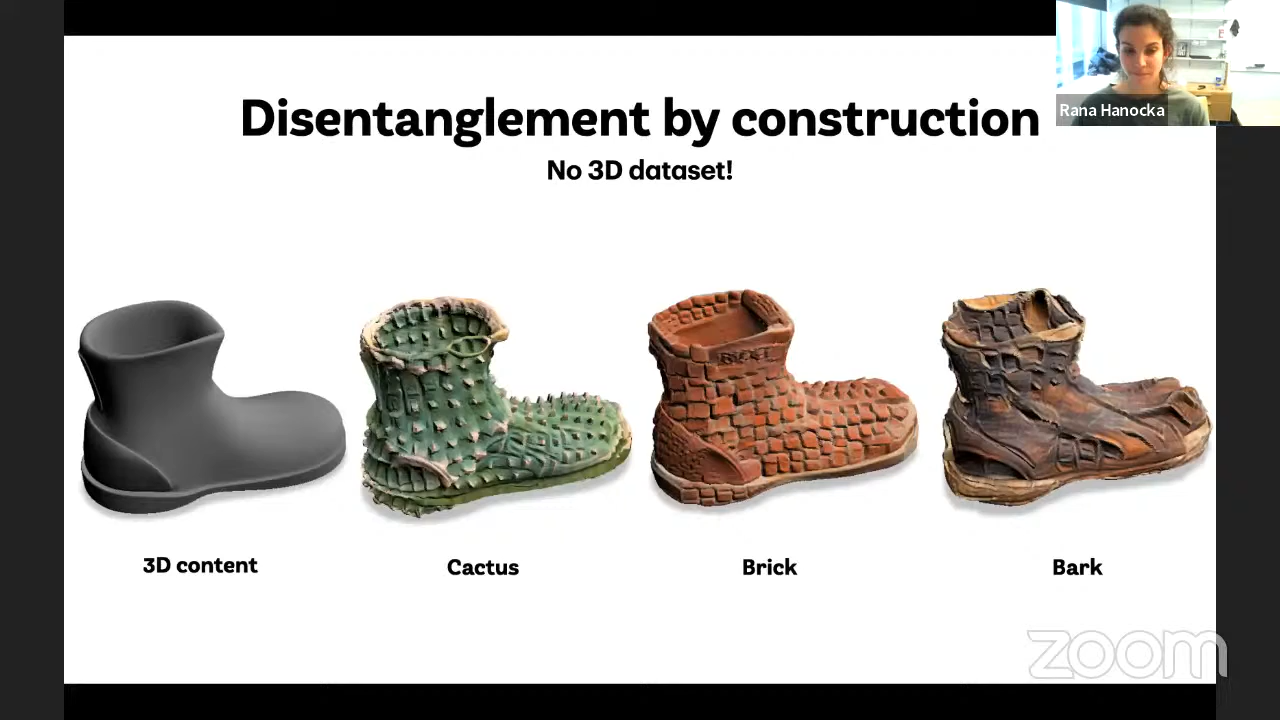 Disentanglement by construction
No 3D dataset!
Rana Hanocka
3D content
Cactus
Brick
Bark
zoom